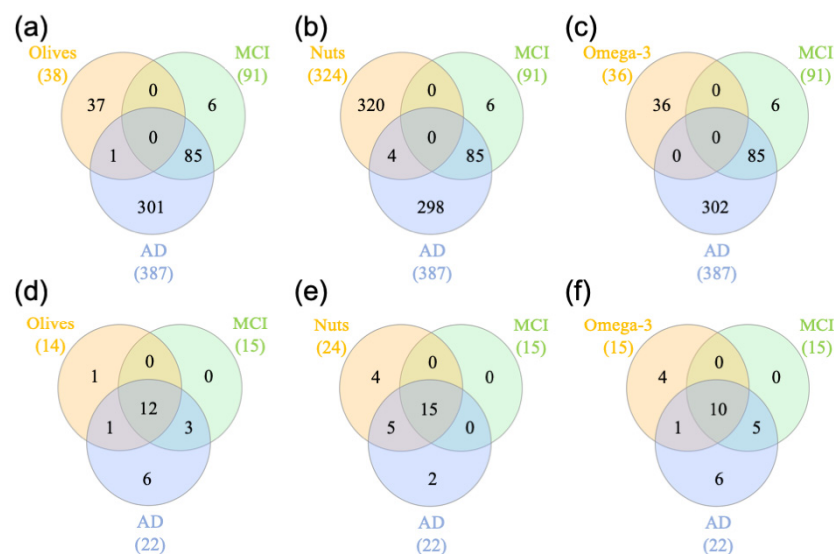 (a)
(b)
(c)
Olives
(38)
MCI
(91)
Nuts
(324)
MCI
(91)
Omega-3
(36)
MCI
(91)
37
0
6
0
1
85
301
320
0
6
0
4
85
298
36
0
6
0
0
85
302
AD
(387)
AD
(387)
AD
(387)
(d)
(e)
(f)
Olives
(14)
MCI
(15)
Nuts
(24)
MCI
(15)
Omega-3
(15)
MCI
(15)
1
0
0
12
1
3
6
4
0
0
15
5
0
2
4
0
0
10
1
5
6
AD
(22)
AD
(22)
AD
(22)